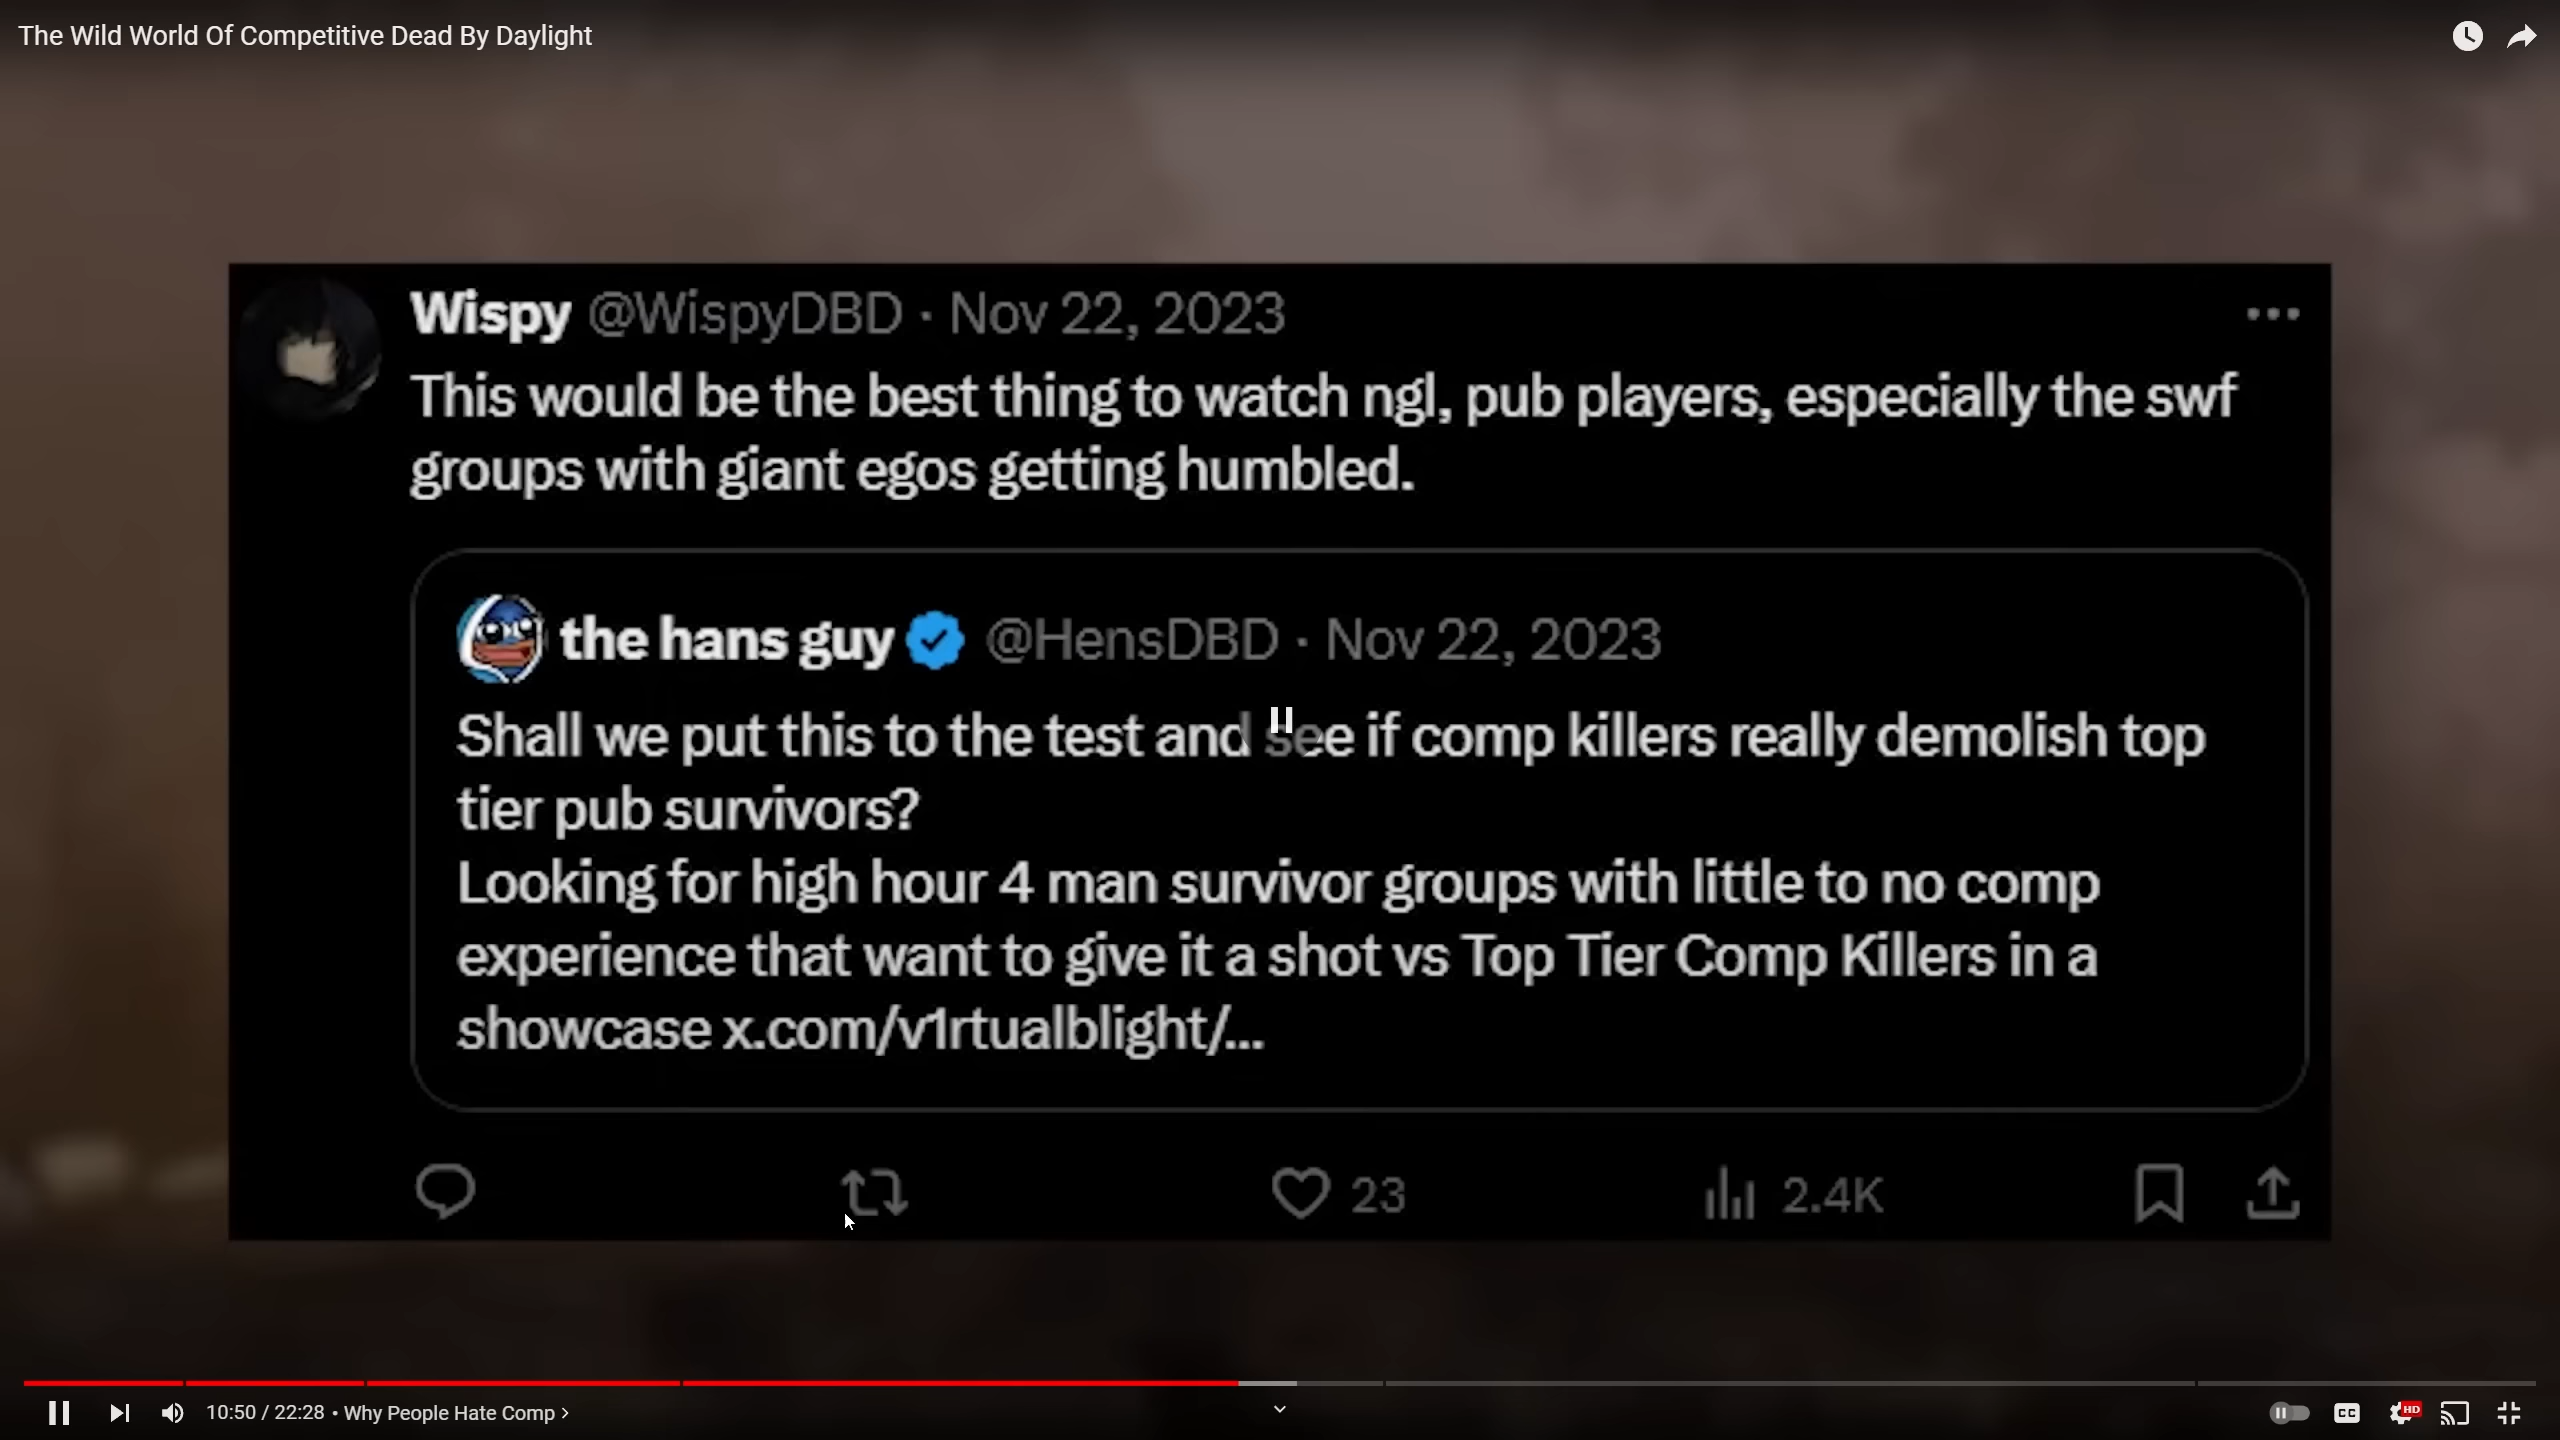 The Wild World Of Competitive Dead By Daylight
Wispy @WispyDBD · Nov 22, 2023
This would be the best thing to watch ngl, pub players, especially the swf
groups with giant egos getting humbled.
the hans guy @HensDBD · Nov 22, 2023
Shall we put this to the test and see if comp killers really demolish top
tier pub survivors?
Looking for high hour 4 man survivor groups with little to no comp
experience that want to give it a shot vs Top Tier Comp Killers in a
showcase x.com/v1rtualblight/...
23
2.4K
10:50 / 22:28 • Why People Hate Comp >
CC
HD